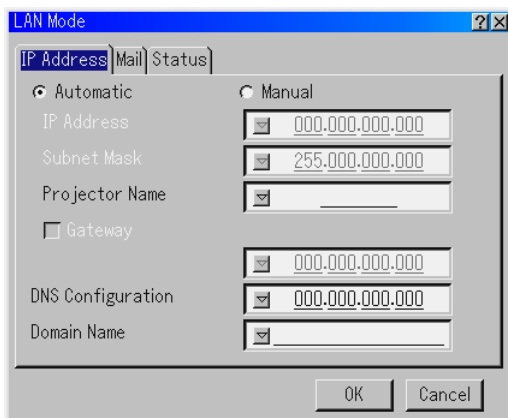 LAN Mode
IP Address Mail Status
Automatic Manual
IP Address 000.000.000.000
Subnet Mask 255.000.000.000
Projector Name
Gateway
000.000.000.000
DNS Configuration 000.000.000.000
Domain Name
OK Cancel